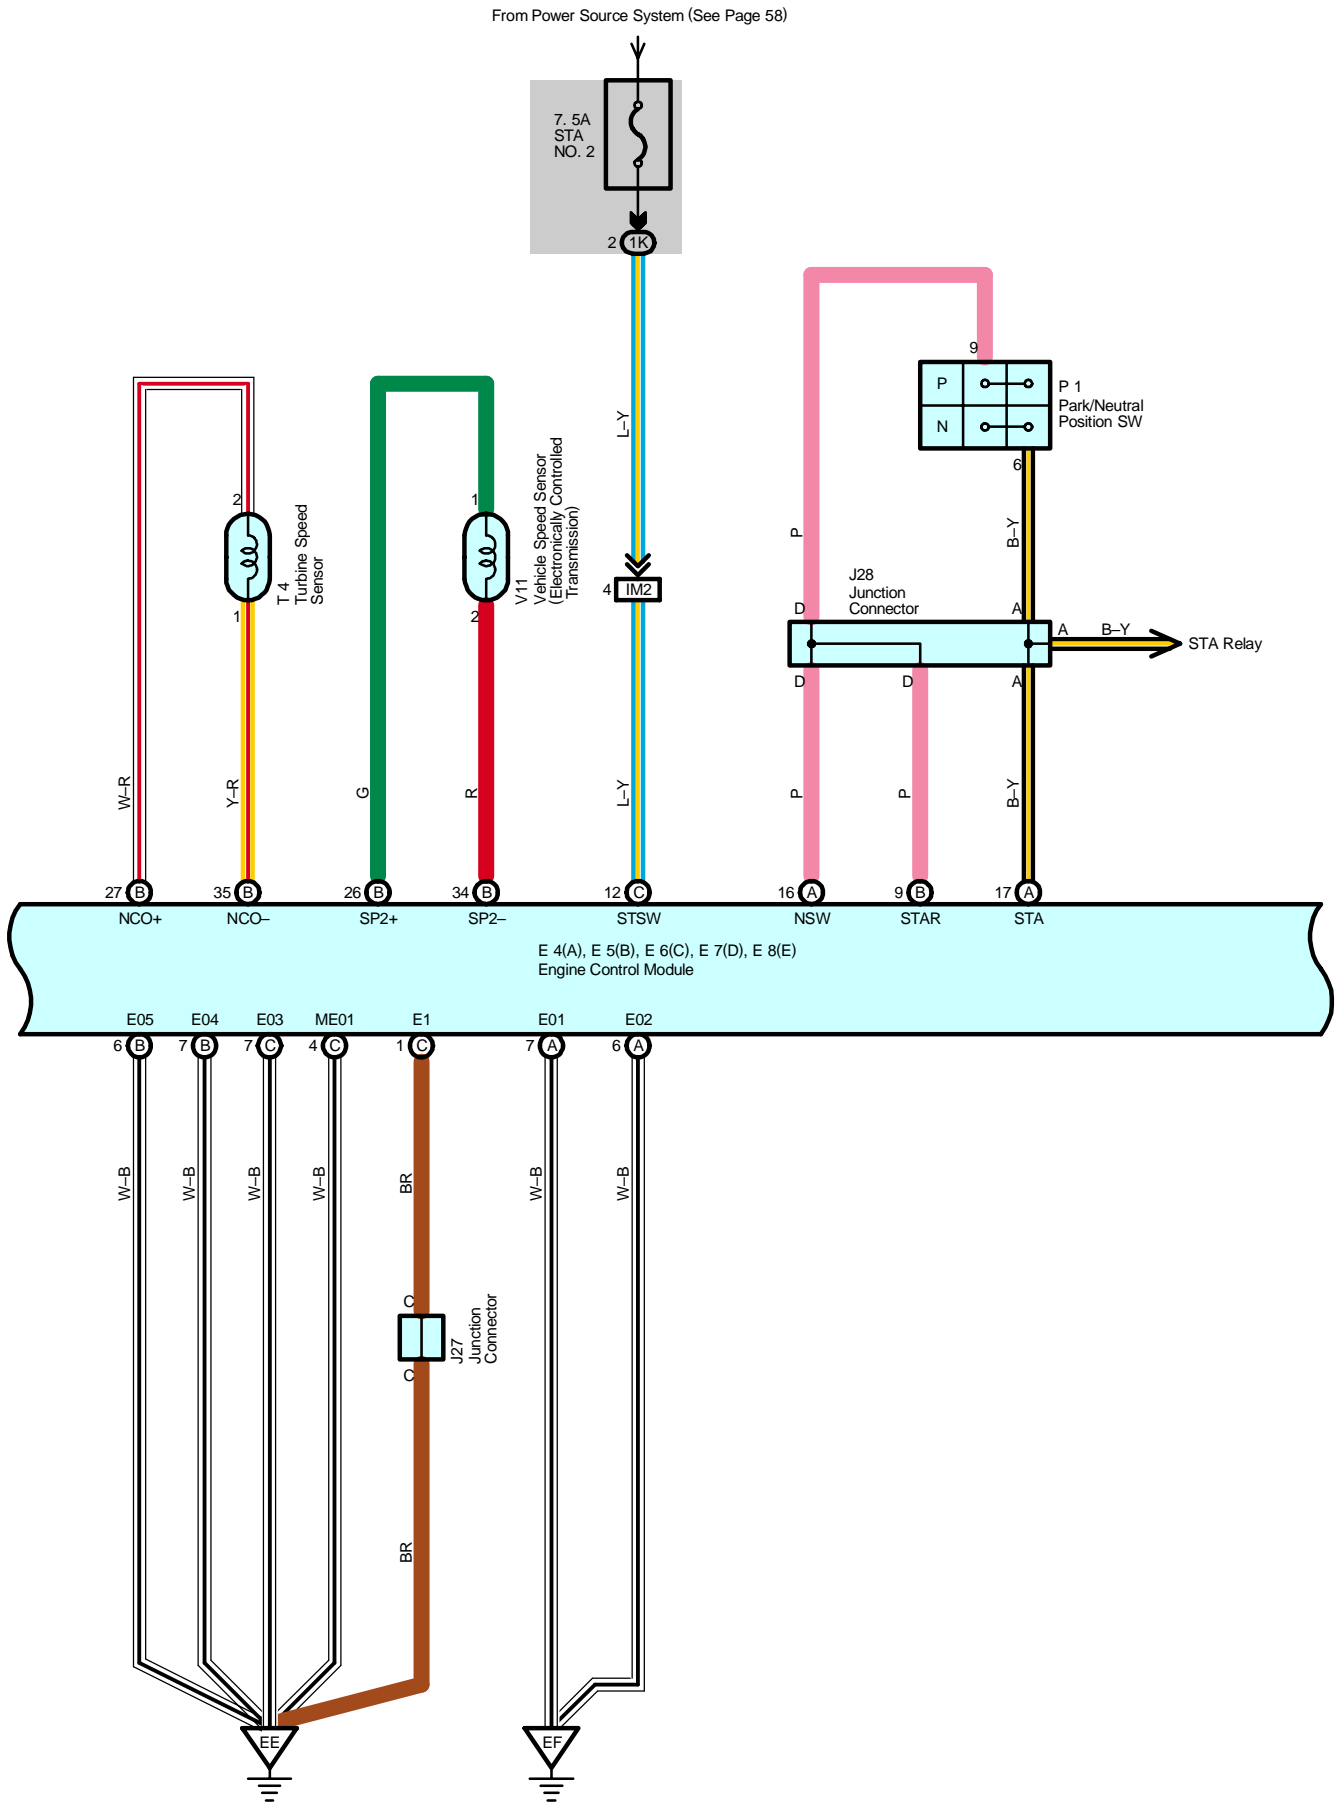 From Power Source System (See Page 58)
7. 5A
STA
NO. 2
2 1K
L–Y
9
P
N
P 1
Park/Neutral
Position SW
6
2
T 4
Turbine Speed
Sensor
1
1
V11
Vehicle Speed Sensor
(Electronically Controlled
Transmission)
2
4 IM2
P
B–Y
J28
Junction
Connector
D
A
A
B–Y
STA Relay
D
D
A
W–R
Y–R
G
R
L–Y
P
P
B–Y
27 B
35 B
26 B
34 B
12 C
16 A
9 B
17 A
NCO+
NCO–
SP2+
SP2–
STSW
NSW
STAR
STA
E 4(A), E 5(B), E 6(C), E 7(D), E 8(E)
Engine Control Module
E05
E04
E03
ME01
E1
E01
E02
6 B
7 B
7 C
4 C
1 C
7 A
6 A
W–B
W–B
W–B
W–B
BR
W–B
W–B
C
J27
Junction
Connector
C
BR
EE
EF